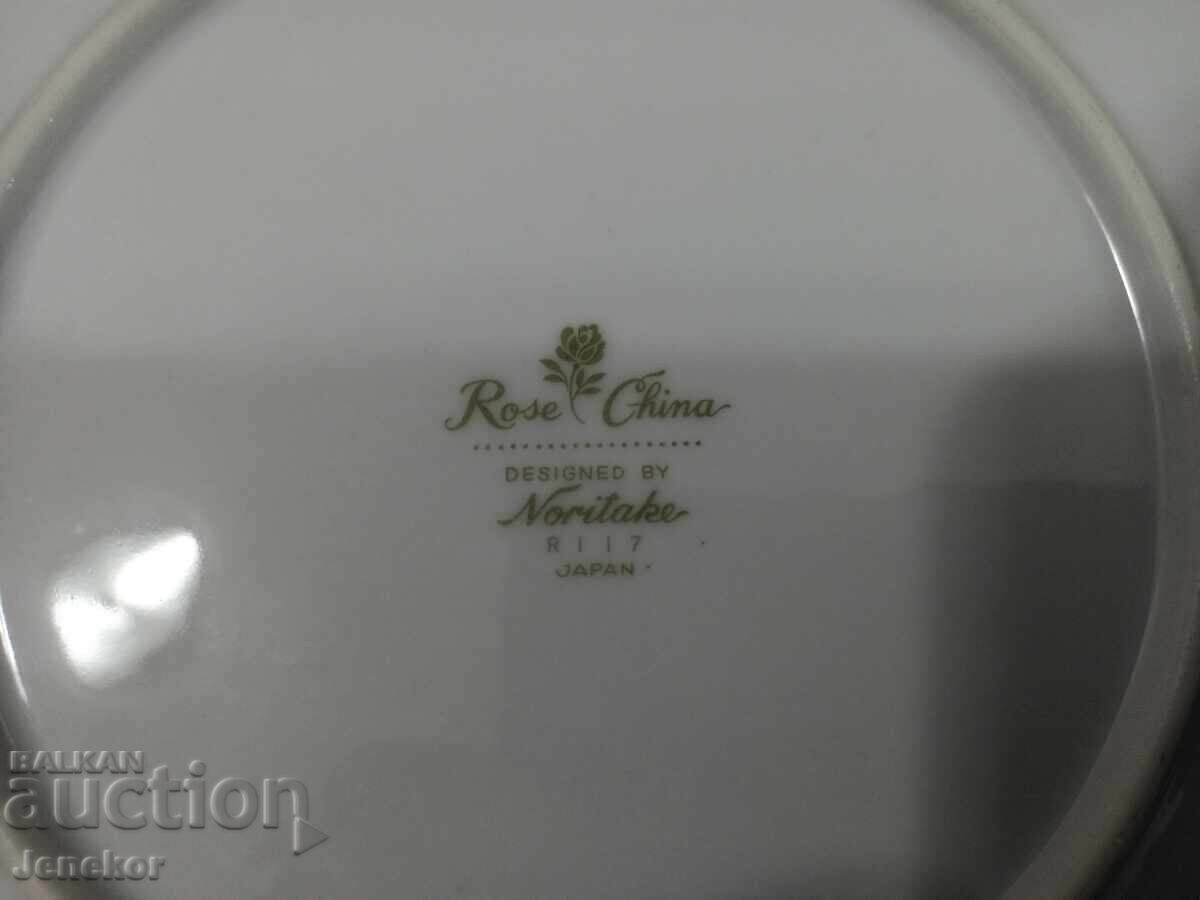 Rose China
DESIGNED BY
Noritake
R117
JAPAN
BALKAN
auction
Jenekor